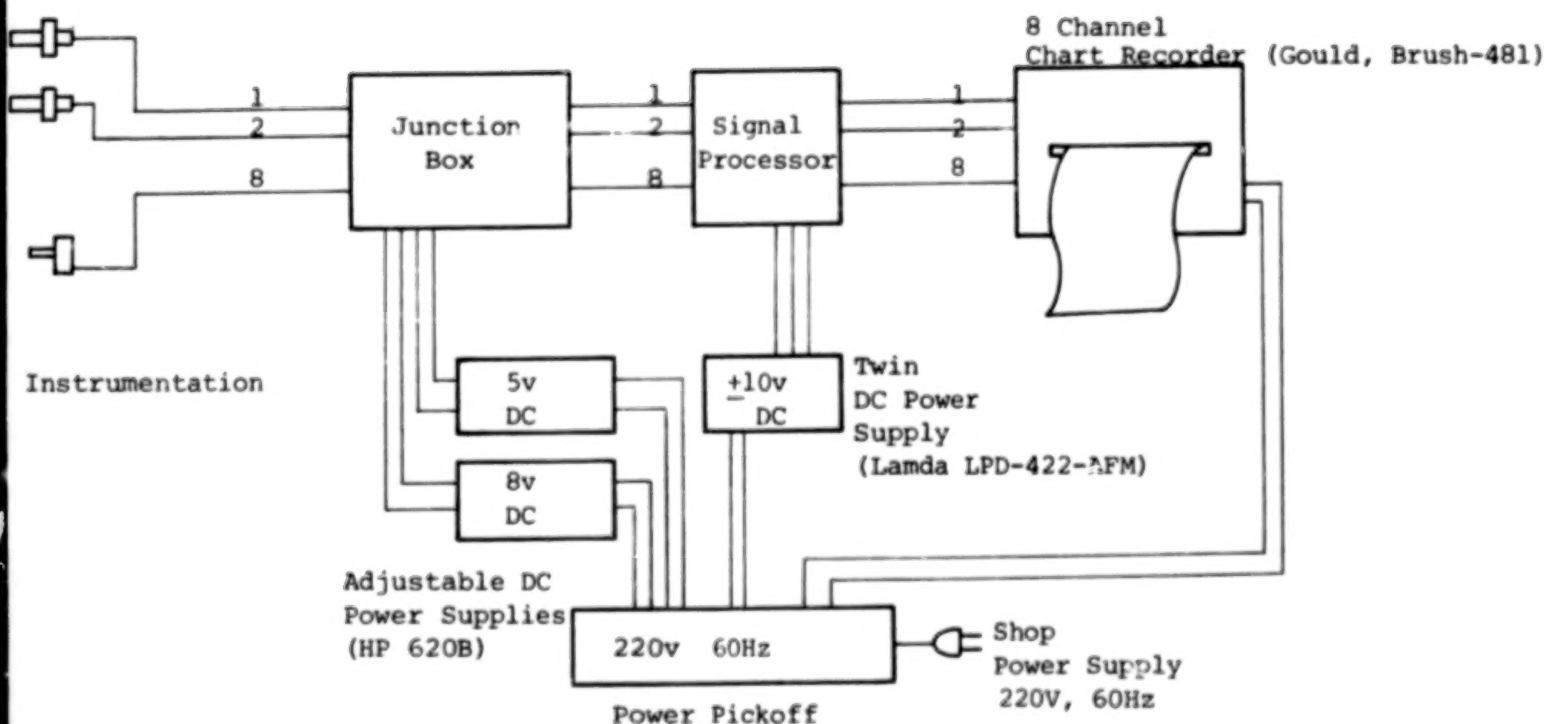 8 Channel
Chart Recorder (Gould, Brush-481)
1
2
8
Junction
Box
1
2
8
Signal
Processor
1
2
8
Instrumentation
5v
DC
8v
DC
±10v
DC
Twin
DC Power
Supply
(Lamda LPD-422-AFM)
Adjustable DC
Power Supplies
(HP 620B)
220v 60Hz
Shop
Power Supply
220V, 60Hz
Power Pickoff